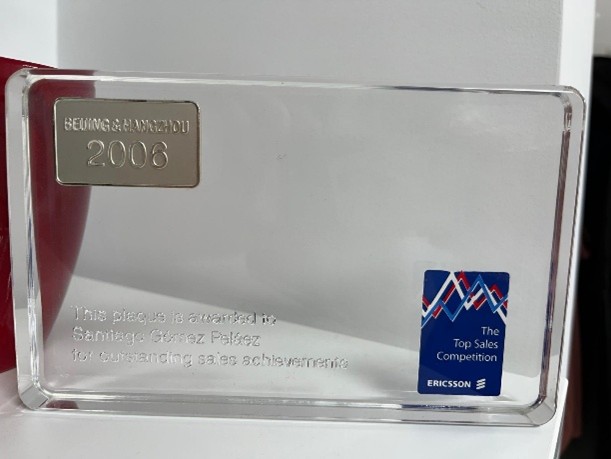 BEIJING & HANGZHOU
2006
This plaque is awarded to
Santiago Gómez Peláez
for outstanding sales achievements
The
Top Sales
Competition
ERICSSON